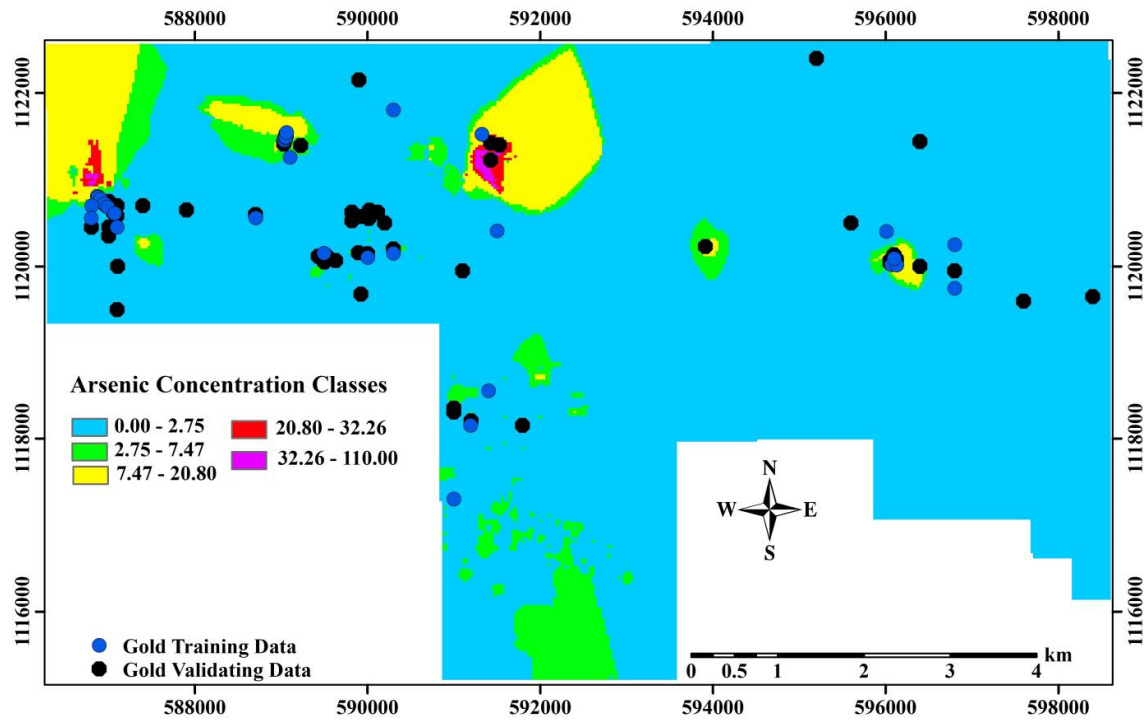 588000 590000 592000 594000 596000 598000
1122000 1122000
1120000 1120000
1118000 1118000
1116000 1116000
Arsenic Concentration Classes
0.00 - 2.75 20.80 - 32.26
2.75 - 7.47 32.26 - 110.00
7.47 - 20.80
N
W E
S
Gold Training Data
Gold Validating Data
km
0 0.5 1 2 3 4
588000 590000 592000 594000 596000 598000